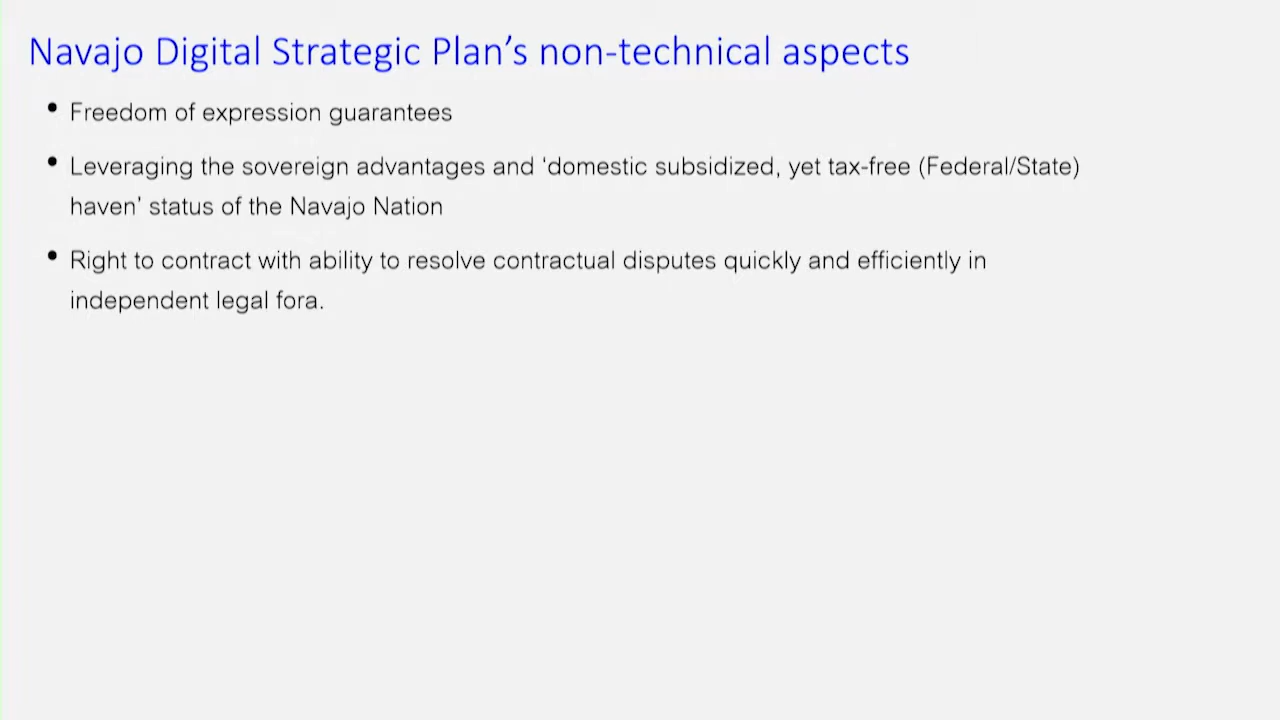 Navajo Digital Strategic Plan’s non-technical aspects
• Freedom of expression guarantees
• Leveraging the sovereign advantages and ‘domestic subsidized, yet tax-free (Federal/State)
haven’ status of the Navajo Nation
• Right to contract with ability to resolve contractual disputes quickly and efficiently in
independent legal fora.